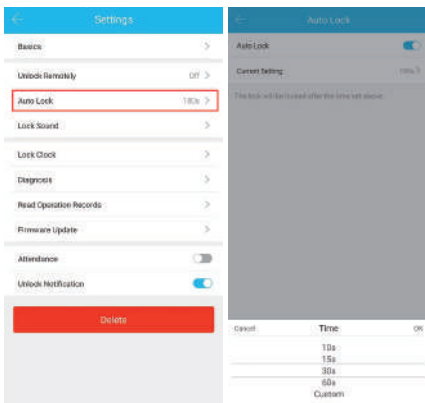 Settings
Basics
Unlock Remotely Off
Auto Lock 180s
Lock Sound
Lock Clock
Diagnosis
Read Operation Records
Firmware Update
Attendance
Unlock Notification
Delete
Auto Lock
Auto Lock
Current Setting 180s
The lock will be locked after the time set above.
Cancel Time OK
10s
15s
30s
60s
Custom